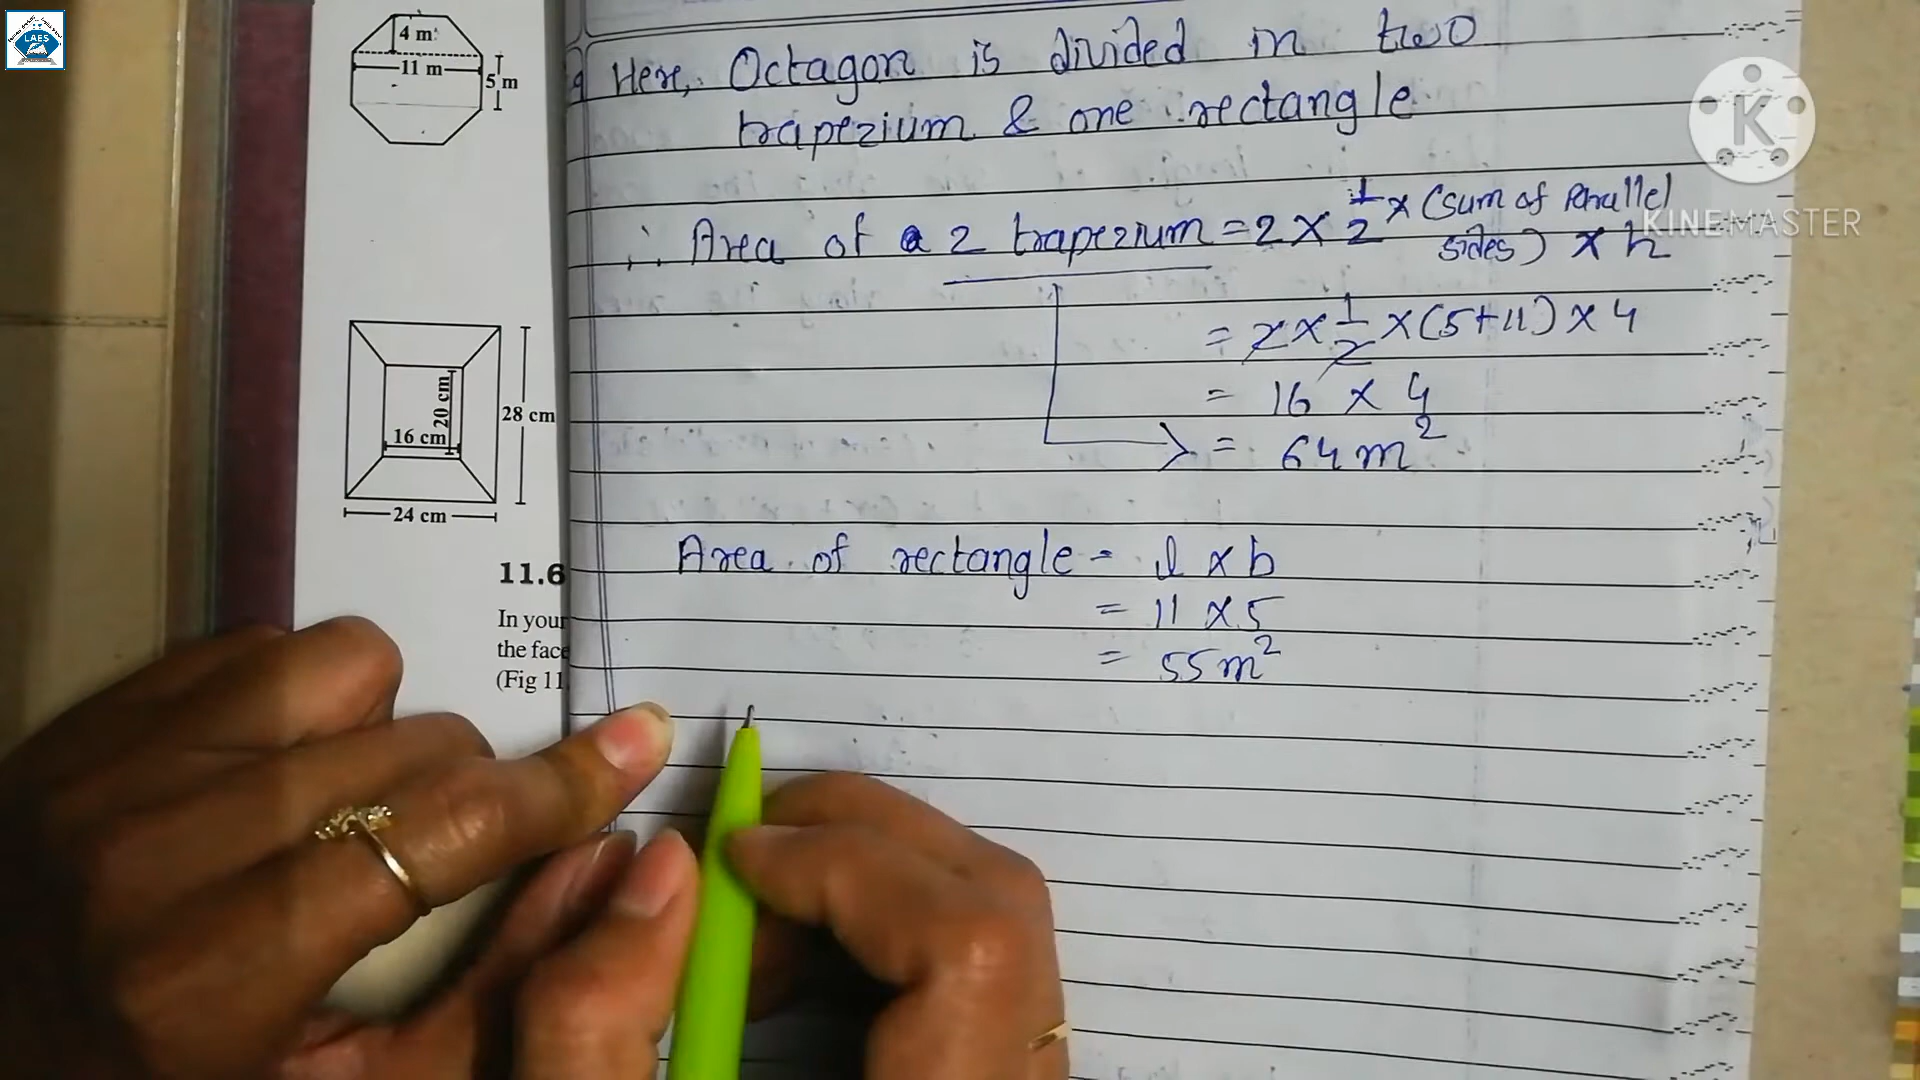 LAES
4 m
11 m
5 m
28 cm
20 cm
16 cm
24 cm
11.6
In your
the face
(Fig 11
Here, Octagon is divided in two
trapezium & one rectangle
∴ Area of a 2 trapezium = 2 × 1/2 × (sum of Parallel
sides) × h
= 2 × 1/2 × (5+11) × 4
= 16 × 4
= 64 m²
Area of rectangle = l × b
= 11 × 5
= 55 m²
K
KINEMASTER